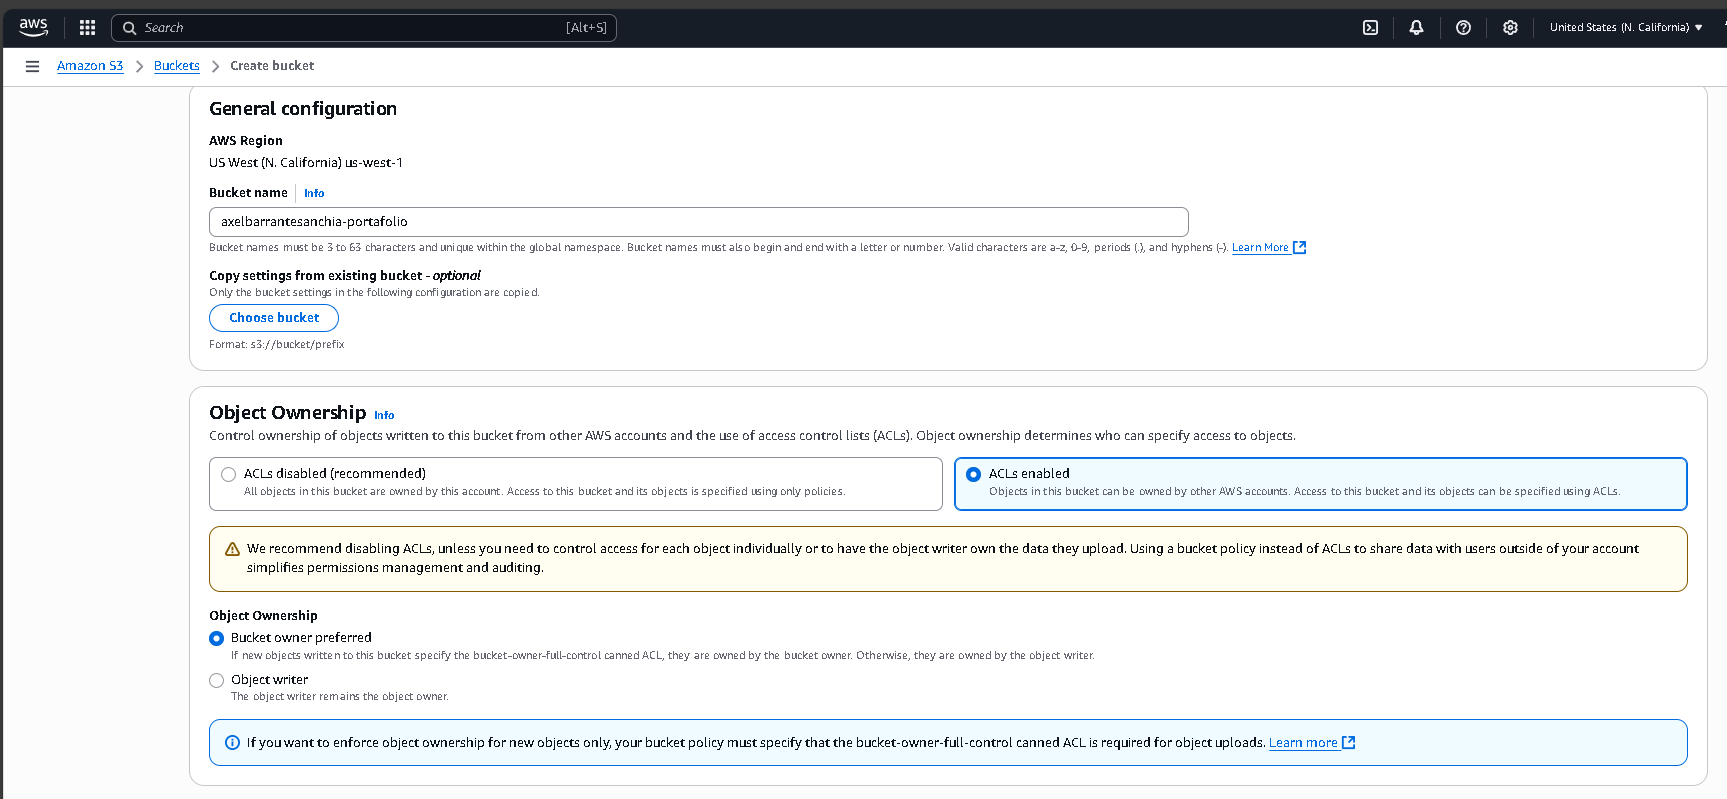 aws
Search
[Alt+S]
United States (N. California)
Amazon S3
Buckets
Create bucket
General configuration
AWS Region
US West (N. California) us-west-1
Bucket name
Info
axelbarrantesanchia-portafolio
Bucket names must be 3 to 63 characters and unique within the global namespace. Bucket names must also begin and end with a letter or number. Valid characters are a-z, 0-9, periods (.), and hyphens (-). Learn More
Copy settings from existing bucket - optional
Only the bucket settings in the following configuration are copied.
Choose bucket
Format: s3://bucket/prefix
Object Ownership Info
Control ownership of objects written to this bucket from other AWS accounts and the use of access control lists (ACLs). Object ownership determines who can specify access to objects.
ACLs disabled (recommended)
All objects in this bucket are owned by this account. Access to this bucket and its objects is specified using only policies.
ACLs enabled
Objects in this bucket can be owned by other AWS accounts. Access to this bucket and its objects can be specified using ACLs.
We recommend disabling ACLs, unless you need to control access for each object individually or to have the object writer own the data they upload. Using a bucket policy instead of ACLs to share data with users outside of your account
simplifies permissions management and auditing.
Object Ownership
Bucket owner preferred
If new objects written to this bucket specify the bucket-owner-full-control canned ACL, they are owned by the bucket owner. Otherwise, they are owned by the object writer.
Object writer
The object writer remains the object owner.
If you want to enforce object ownership for new objects only, your bucket policy must specify that the bucket-owner-full-control canned ACL is required for object uploads. Learn more